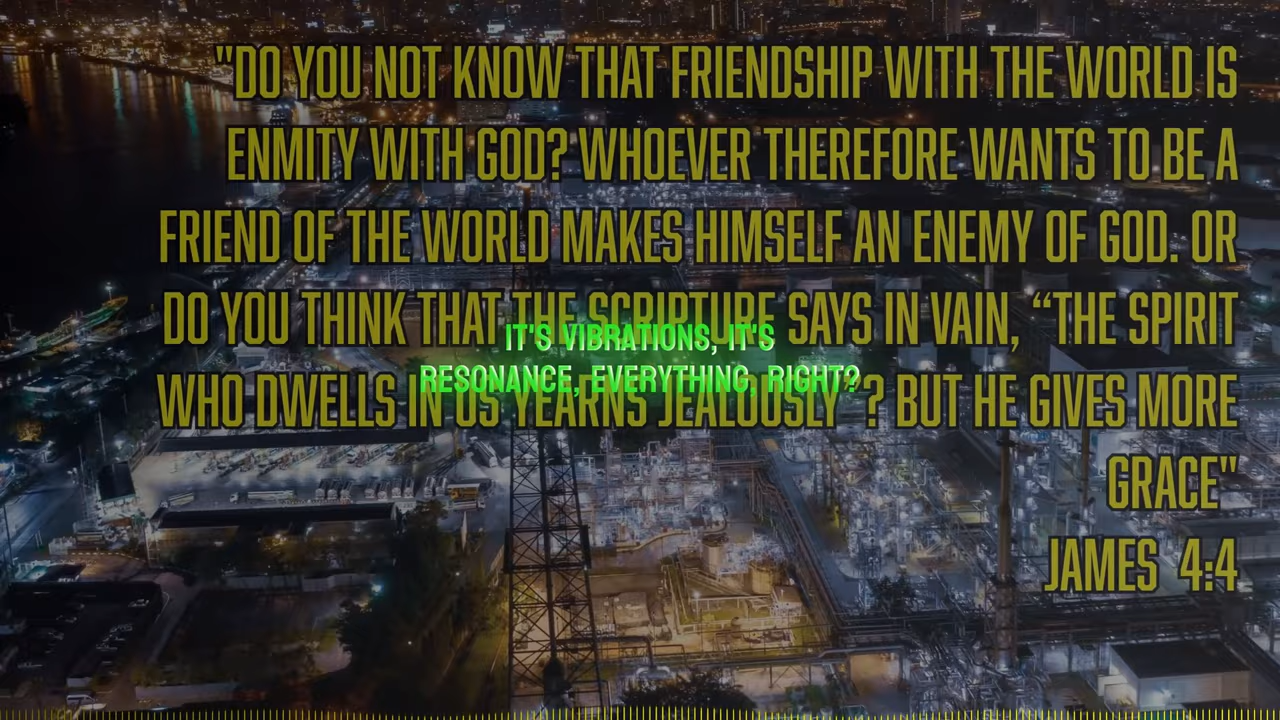 "DO YOU NOT KNOW THAT FRIENDSHIP WITH THE WORLD IS
ENMITY WITH GOD? WHOEVER THEREFORE WANTS TO BE A
FRIEND OF THE WORLD MAKES HIMSELF AN ENEMY OF GOD. OR
DO YOU THINK THAT THE SCRIPTURE SAYS IN VAIN, “THE SPIRIT
IT'S VIBRATIONS, IT'S
RESONANCE, EVERYTHING, RIGHT?
WHO DWELLS IN US YEARNS JEALOUSLY”? BUT HE GIVES MORE
GRACE"
JAMES 4:4